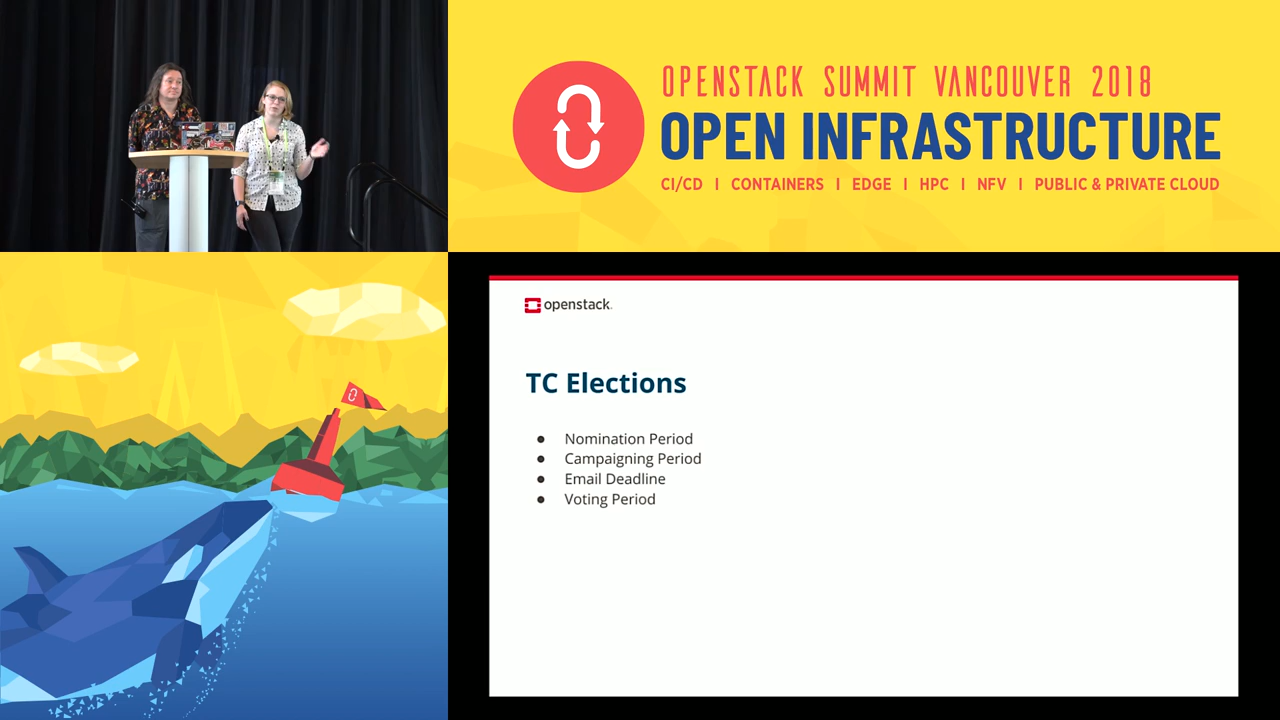 OPENSTACK SUMMIT VANCOUVER 2018
OPEN INFRASTRUCTURE
CI/CD I CONTAINERS I EDGE I HPC I NFV I PUBLIC & PRIVATE CLOUD
openstack.
TC Elections
● Nomination Period
● Campaigning Period
● Email Deadline
● Voting Period